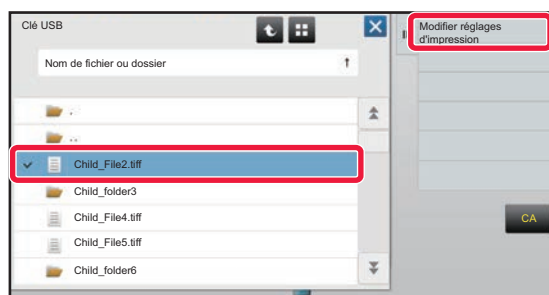 Clé USB
Modifier réglages
d'impression
Nom de fichier ou dossier
.
..
Child_File2.tiff
Child_folder3
Child_File4.tiff
Child_File5.tiff
Child_folder6
CA